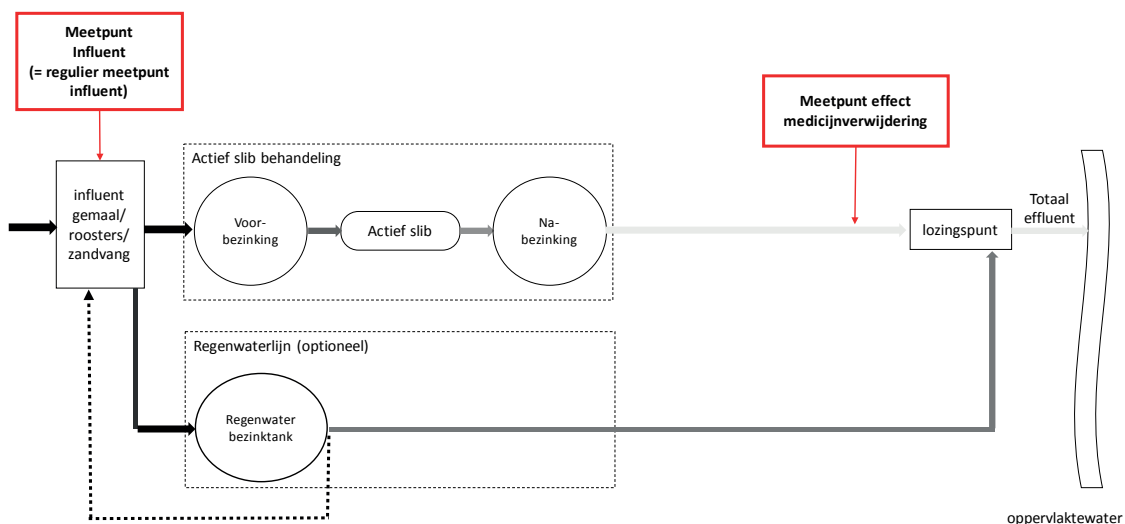 Meetpunt
Influent
(= regulier meetpunt
influent)
Meetpunt effect
medicijnverwijdering
Actief slib behandeling
influent
gemaal/
roosters/
zandvang
Voor-
bezinking
Actief slib
Na-
bezinking
lozingspunt
Totaal
effluent
Regenwaterlijn (optioneel)
Regenwater
bezinktank
oppervlaktewater